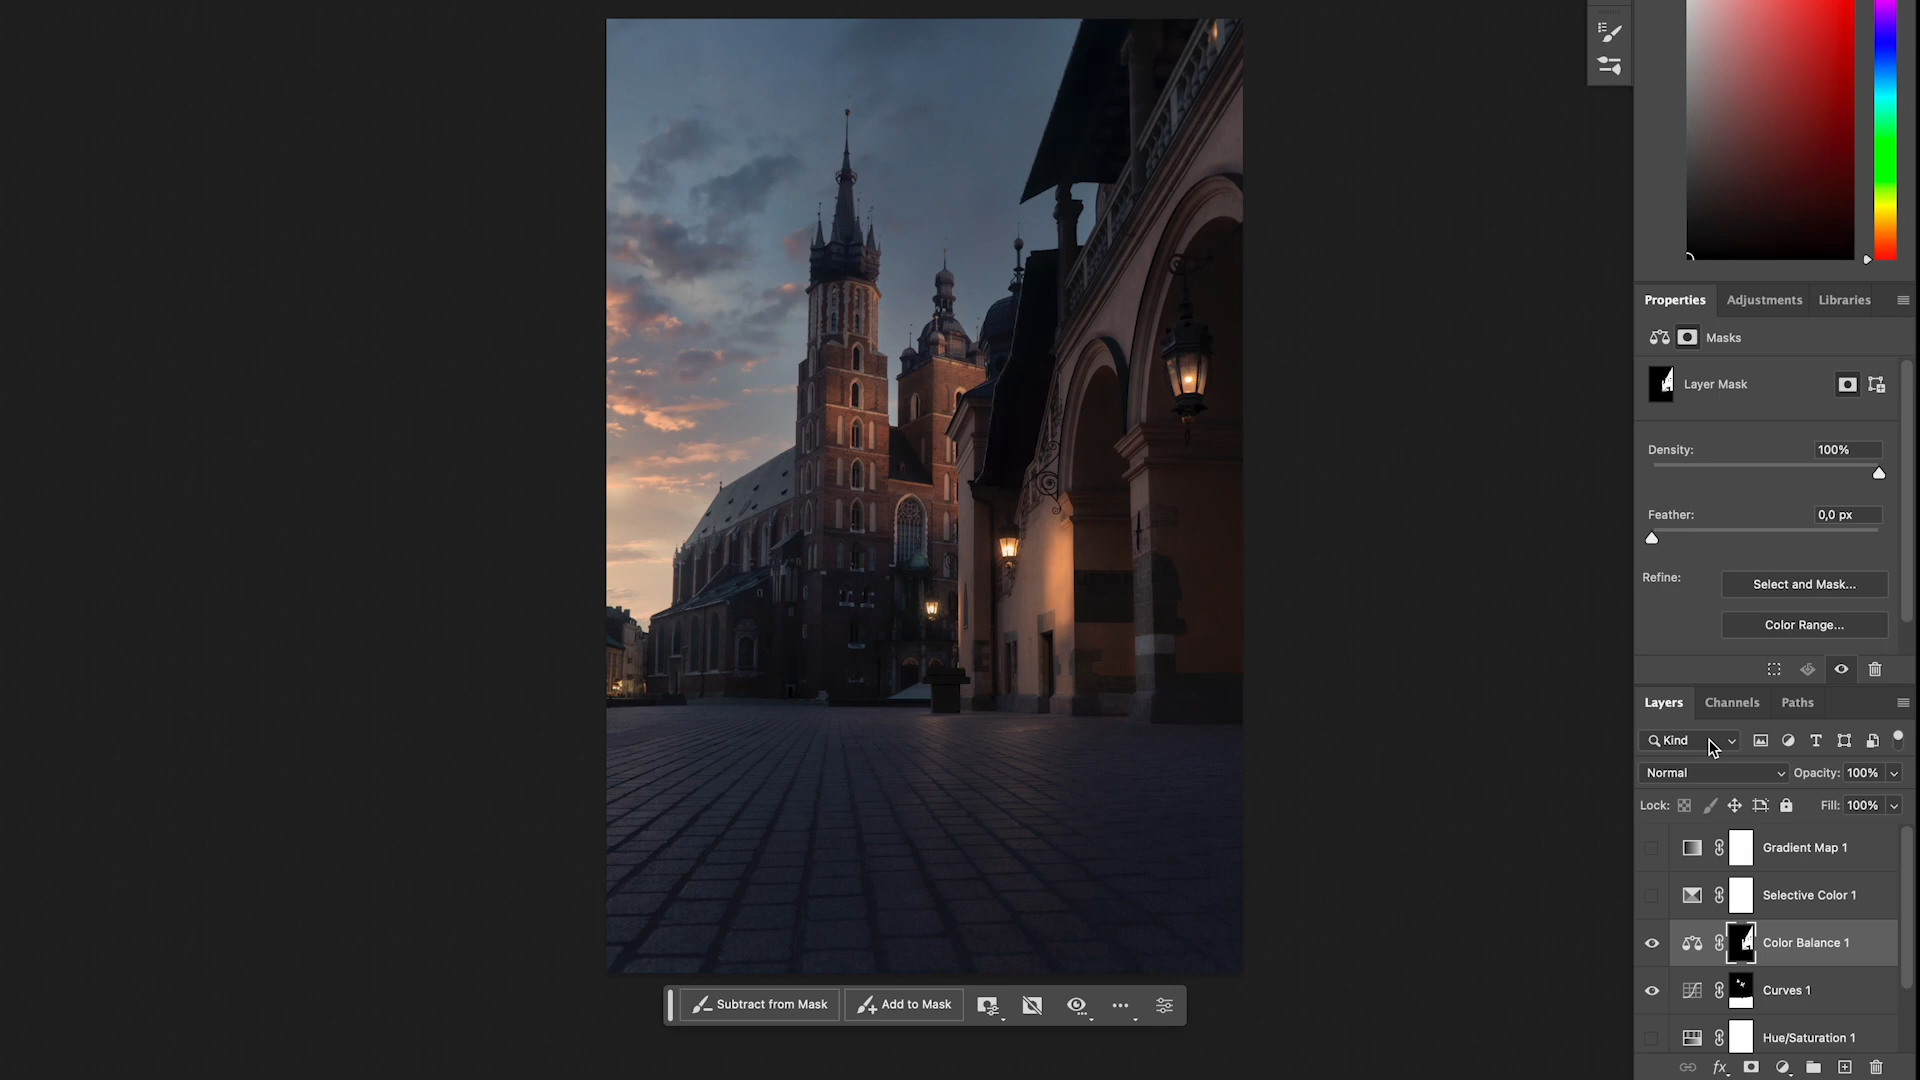 Properties Adjustments Libraries
Masks
Layer Mask
Density: 100%
Feather: 0,0 px
Refine: Select and Mask...
Color Range...
Layers Channels Paths
Kind
Normal Opacity: 100%
Lock: Fill: 100%
Gradient Map 1
Selective Color 1
Color Balance 1
Curves 1
Hue/Saturation 1
fx
Subtract from Mask Add to Mask